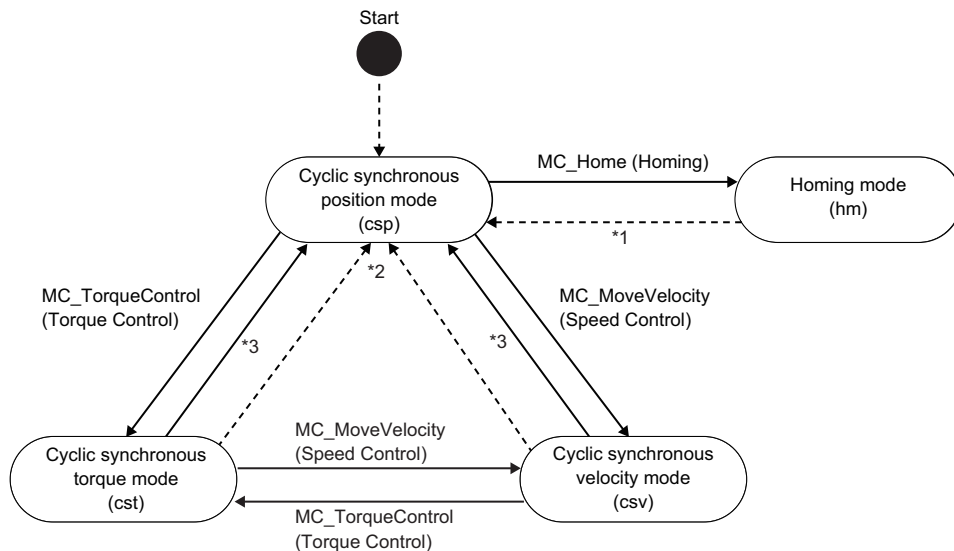 Start
Cyclic synchronous
position mode
(csp)
MC_Home (Homing)
Homing mode
(hm)
*1
*2
MC_TorqueControl
(Torque Control)
*3
*3
MC_MoveVelocity
(Speed Control)
Cyclic synchronous
torque mode
(cst)
MC_MoveVelocity
(Speed Control)
Cyclic synchronous
velocity mode
(csv)
MC_TorqueControl
(Torque Control)